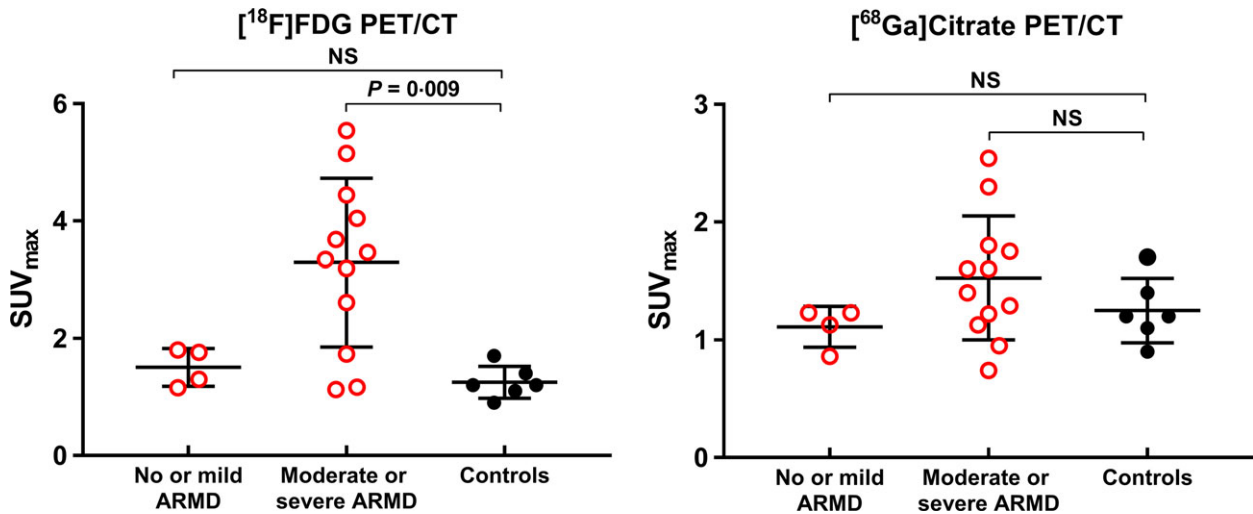 [¹⁸F]FDG PET/CT
NS
P = 0·009
6
4
2
0
SUVmax
No or mild
ARMD
Moderate or
severe ARMD
Controls
[⁶⁸Ga]Citrate PET/CT
NS
NS
3
2
1
0
SUVmax
No or mild
ARMD
Moderate or
severe ARMD
Controls